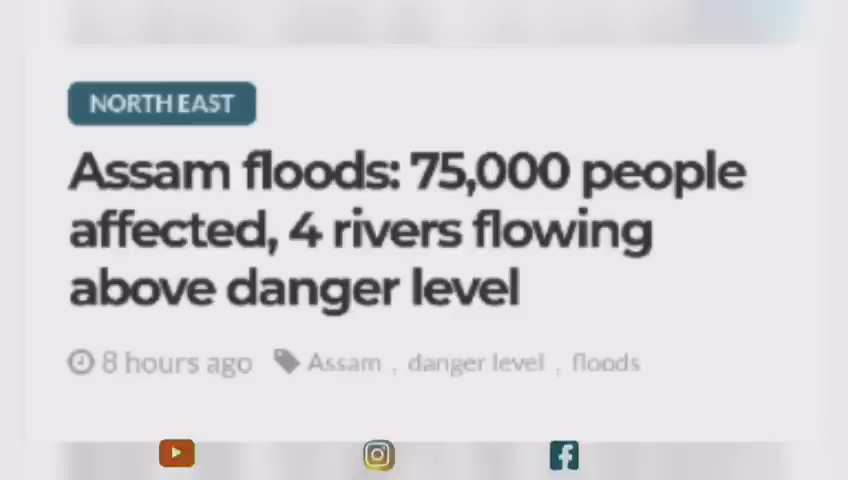 NORTH EAST
Assam floods: 75,000 people
affected, 4 rivers flowing
above danger level
8 hours ago Assam , danger level , floods